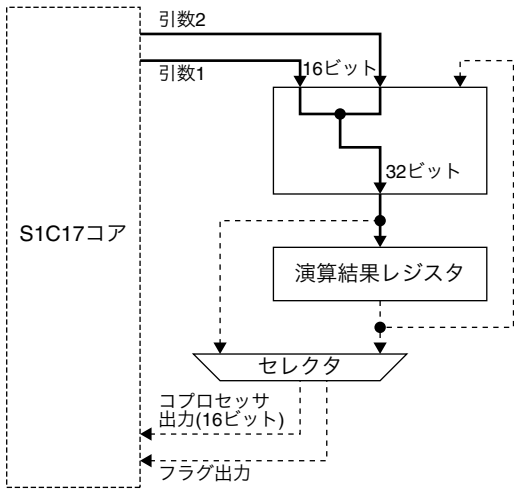 引数2
引数1
16ビット
32ビット
S1C17コア
演算結果レジスタ
セレクタ
コプロセッサ
出力(16ビット)
フラグ出力